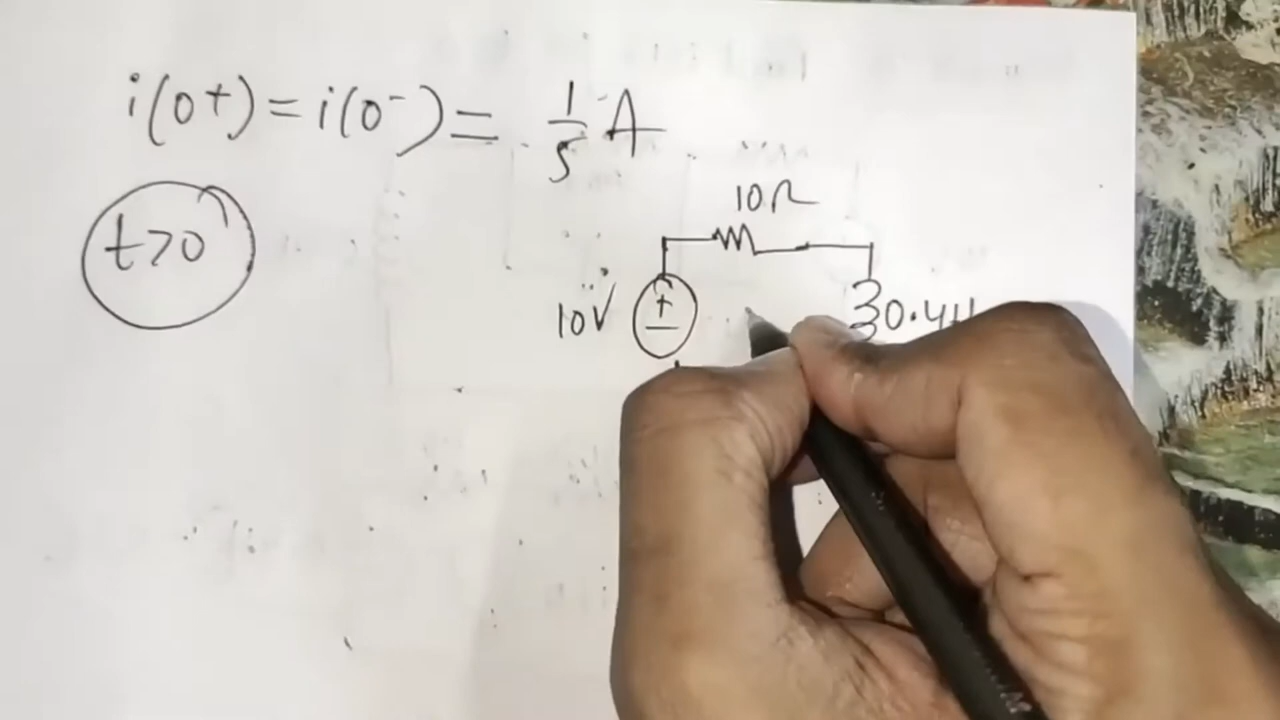 i(0+) = i(0-) = 1/5 A
t>0
10Ω
10V
0.4H